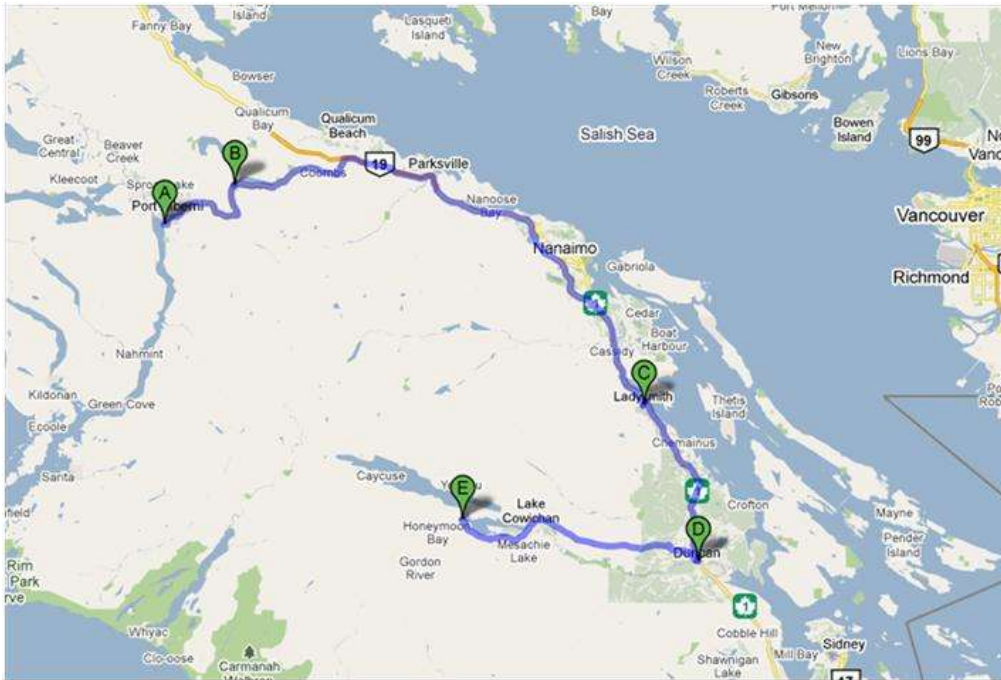 Fanny Bay
Lasqueti
Island
Bay
Port Mellon
New
Brighton
Lions Bay
Bowser
Wilson
Creek
Roberts
Creek
Gibsons
Qualicum
Bay
Qualicum
Beach
Salish Sea
Bowen
Island
99
Great
Central
Beaver
Creek
B
19
Parksville
Coombs
Kleecoot
A
Nanoose
Bay
Vancouver
Nanaimo
Gabriola
Richmond
1
Cedar
Boat
Harbour
Cassidy
Nahmint
C
Ladysmith
Thetis
Island
Kildonan
Green Cove
Ecoole
Chemainus
Caycuse
E
Crofton
Lake
Cowichan
Honeymoon
Bay
Mesachie
Lake
D
Duncan
Mayne
Pender
Island
Gordon
River
Rim
Park
1
Cobble Hill
Whyac
Clo-oose
Carmanah
Mill Bay
Sidney
Shawnigan
Lake
17